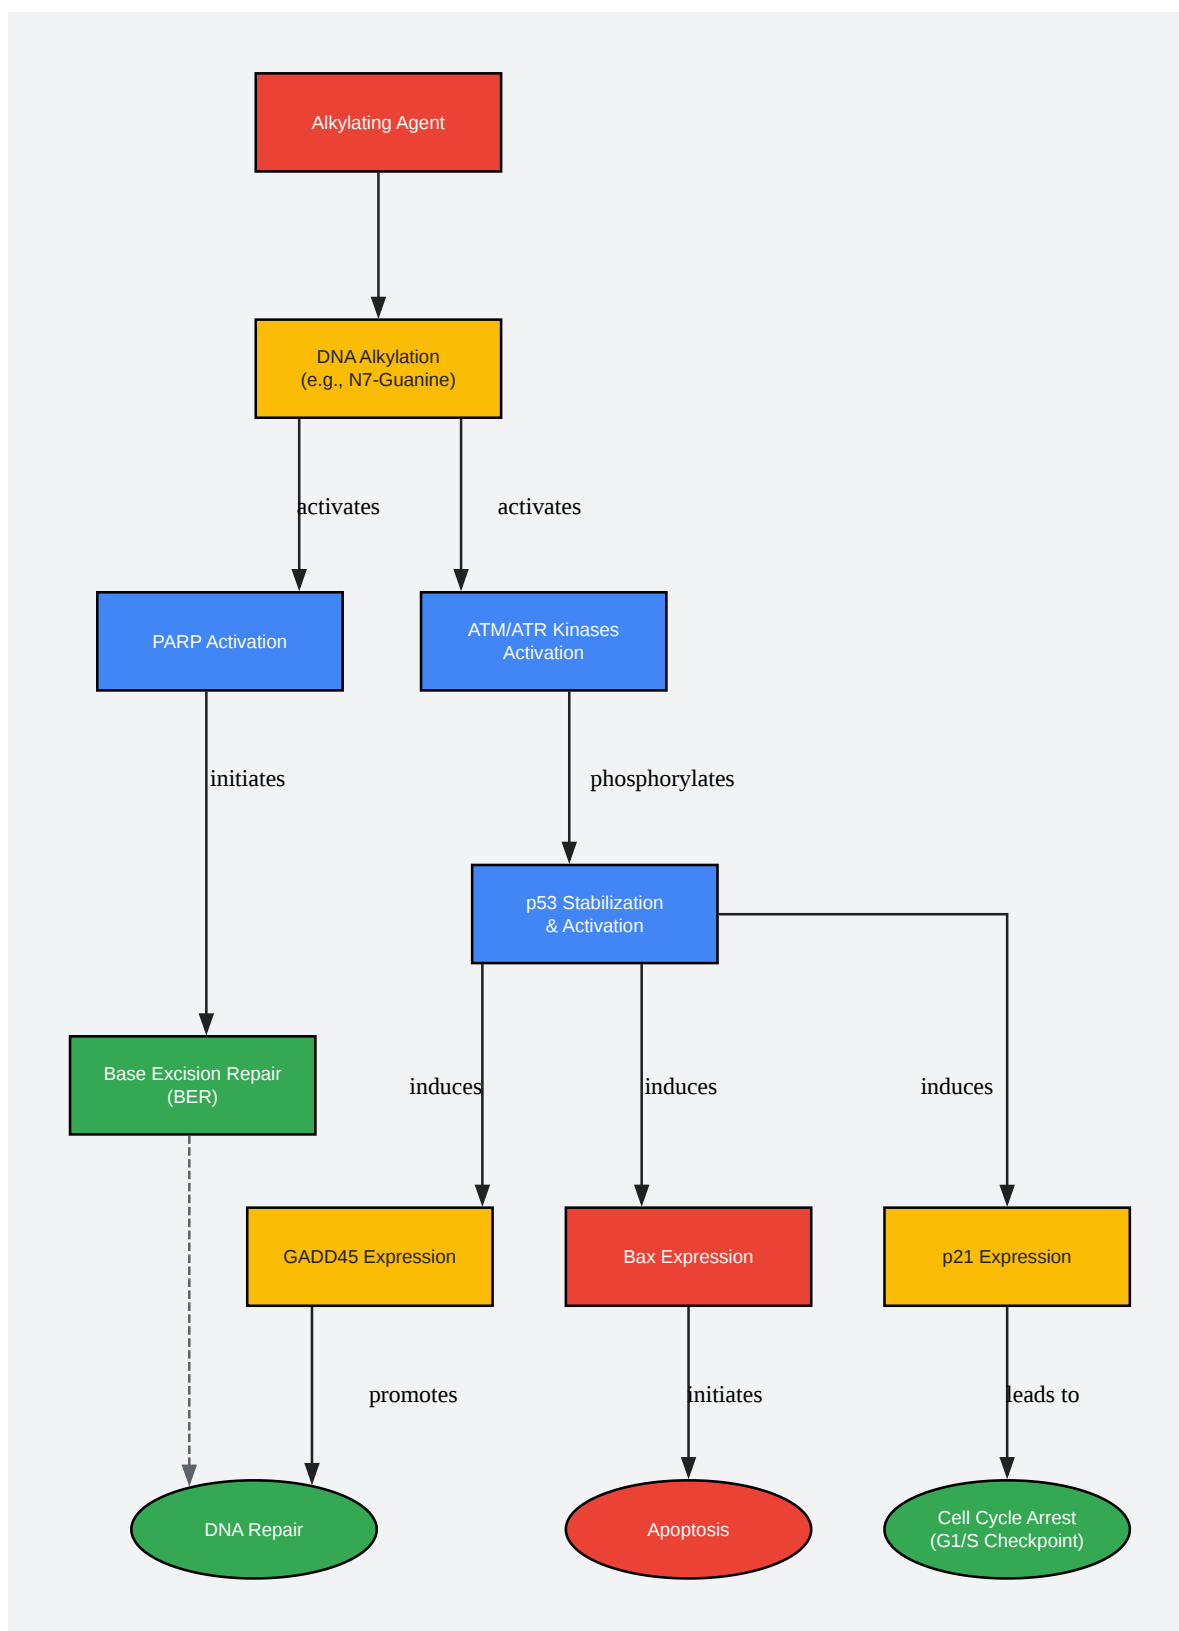 Alkylating Agent
DNA Alkylation
(e.g., N7-Guanine)
activates
activates
PARP Activation
ATM/ATR Kinases
Activation
initiates
phosphorylates
p53 Stabilization
& Activation
Base Excision Repair
(BER)
induces
induces
induces
GADD45 Expression
Bax Expression
p21 Expression
promotes
initiates
leads to
DNA Repair
Apoptosis
Cell Cycle Arrest
(G1/S Checkpoint)